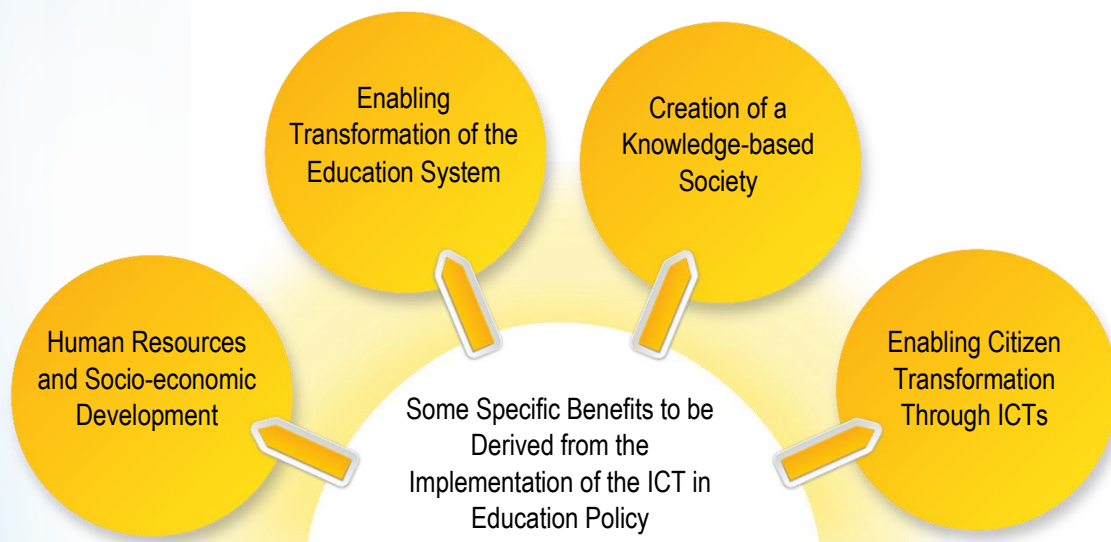 Enabling
Transformation of the
Education System
Creation of a
Knowledge-based
Society
Human Resources
and Socio-economic
Development
Enabling Citizen
Transformation
Through ICTs
Some Specific Benefits to be
Derived from the
Implementation of the ICT in
Education Policy